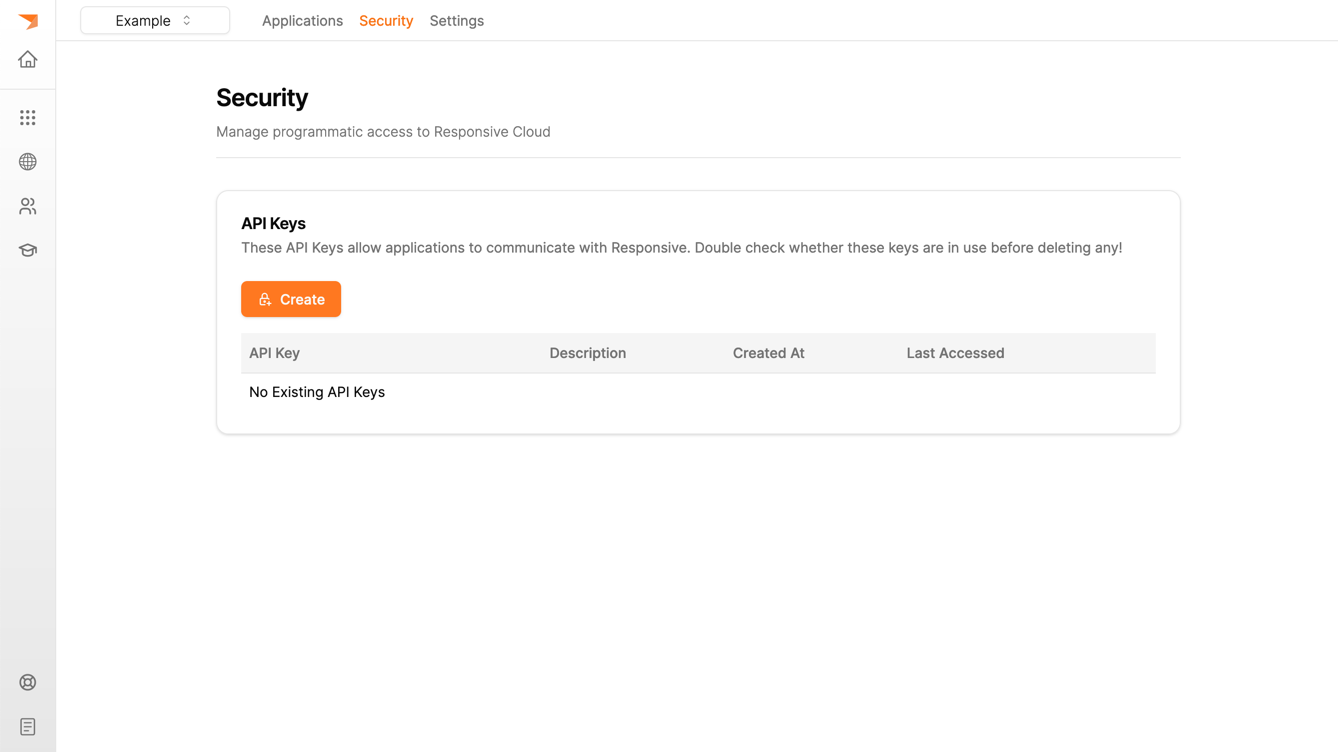 Example Applications Security Settings
Security
Manage programmatic access to Responsive Cloud
API Keys
These API Keys allow applications to communicate with Responsive. Double check whether these keys are in use before deleting any!
Create
API Key Description Created At Last Accessed
No Existing API Keys